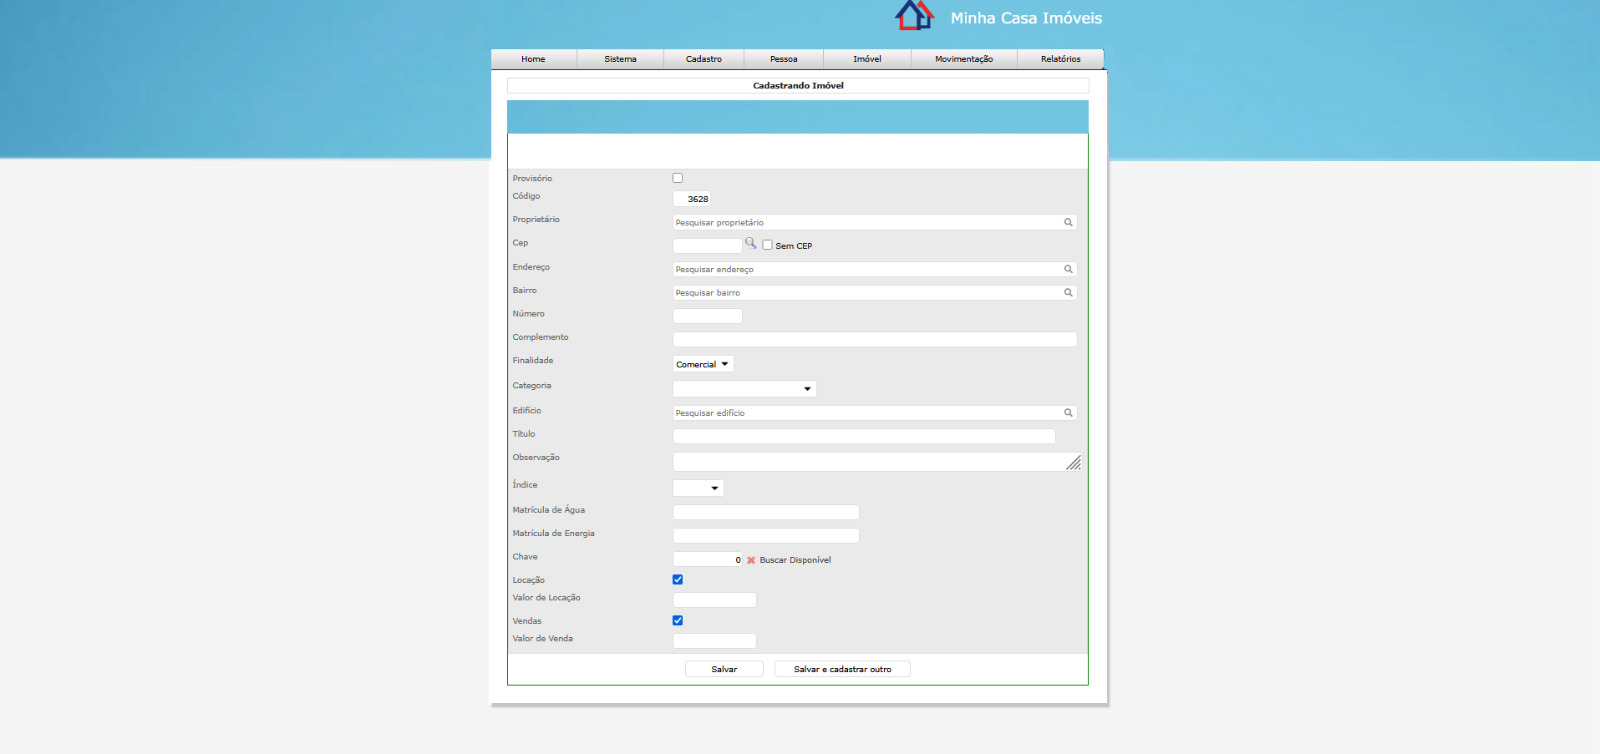 Minha Casa Imóveis
Home Sistema Cadastro Pessoa Imóvel Movimentação Relatórios
Cadastrando Imóvel
Provisório
Código 3628
Proprietário Pesquisar proprietário
Cep Sem CEP
Endereço Pesquisar endereço
Bairro Pesquisar bairro
Número
Complemento
Finalidade Comercial
Categoria
Edifício Pesquisar edifício
Título
Observação
Índice
Matrícula de Água
Matrícula de Energia
Chave 0 Buscar Disponível
Locação
Valor de Locação
Vendas
Valor de Venda
Salvar Salvar e cadastrar outro